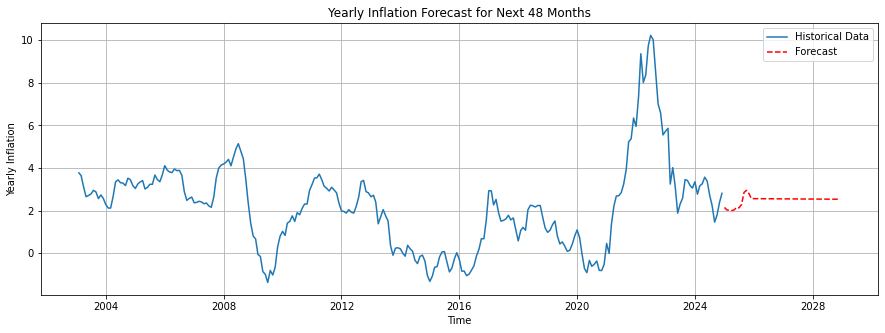 Yearly Inflation Forecast for Next 48 Months
Historical Data
Forecast
Yearly Inflation
10
8
6
4
2
0
2004
2008
2012
2016
2020
2024
2028
Time